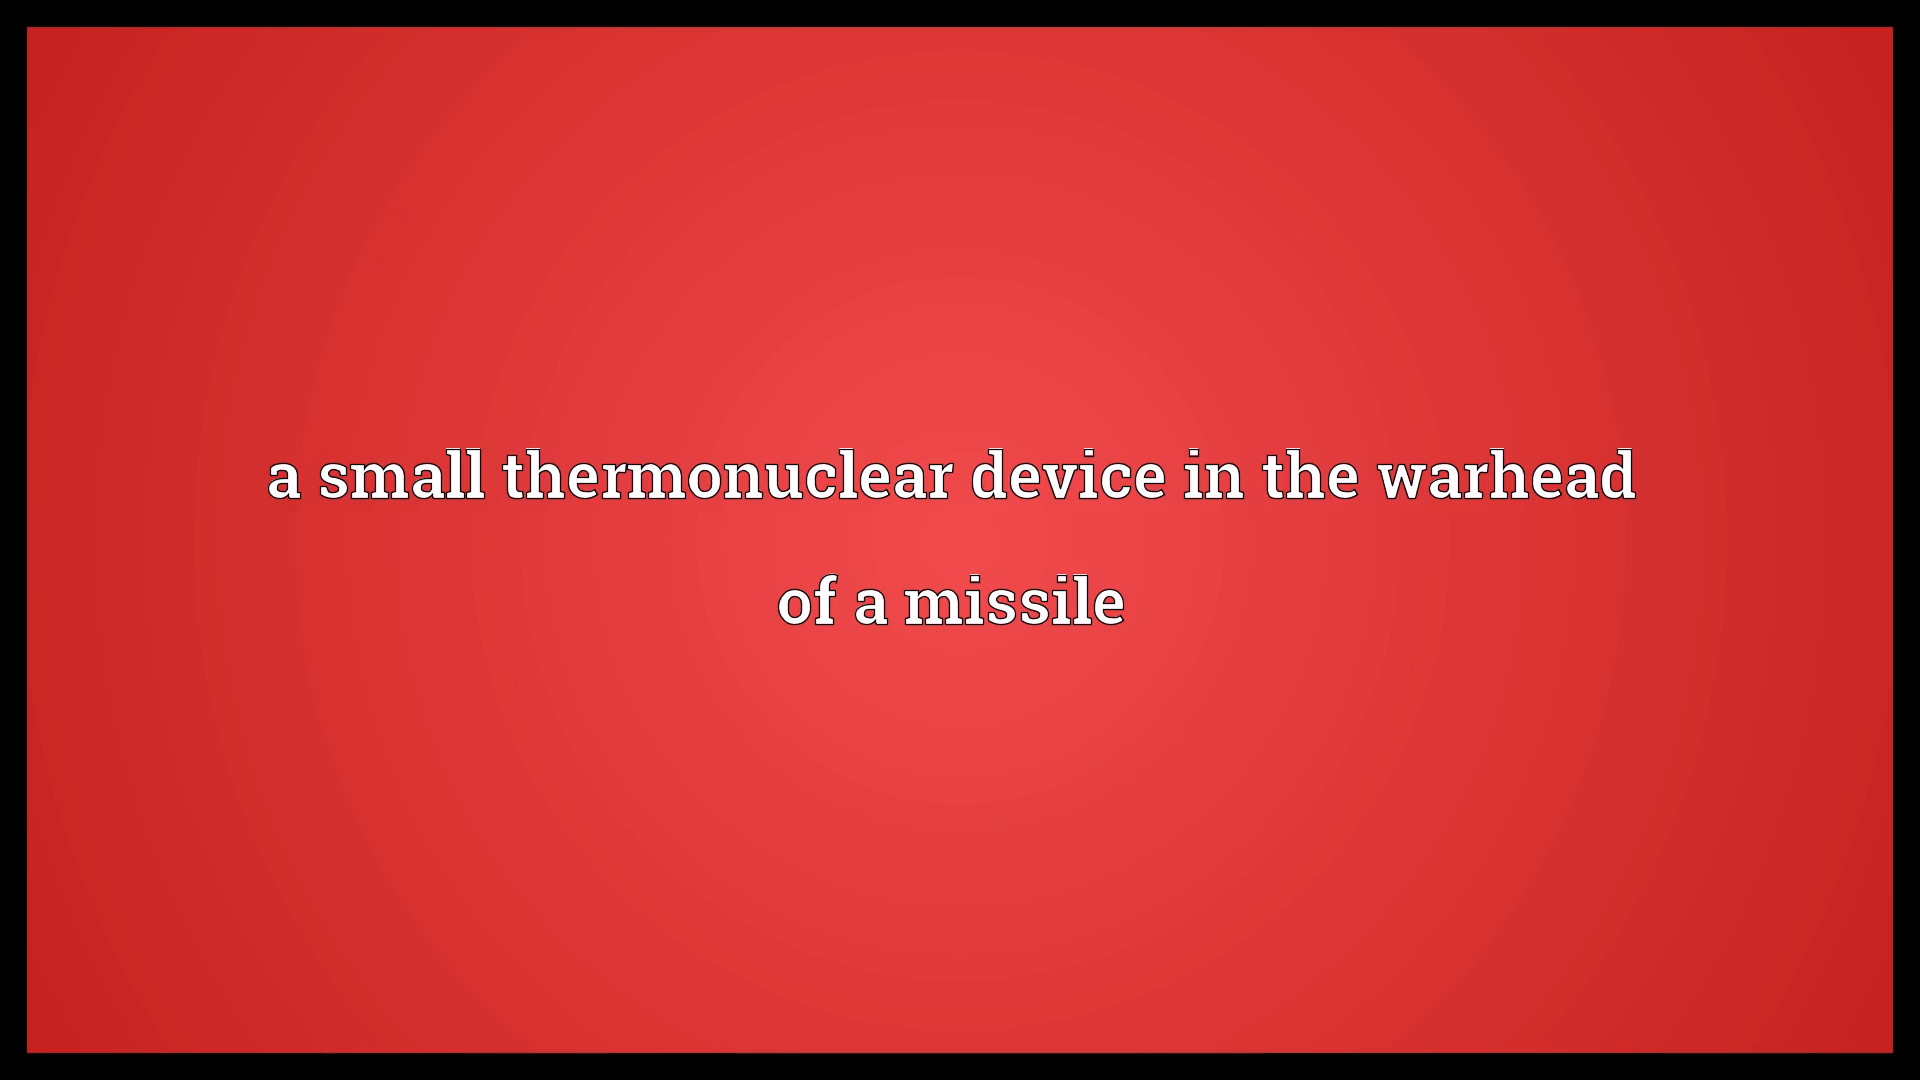 a small thermonuclear device in the warhead
of a missile